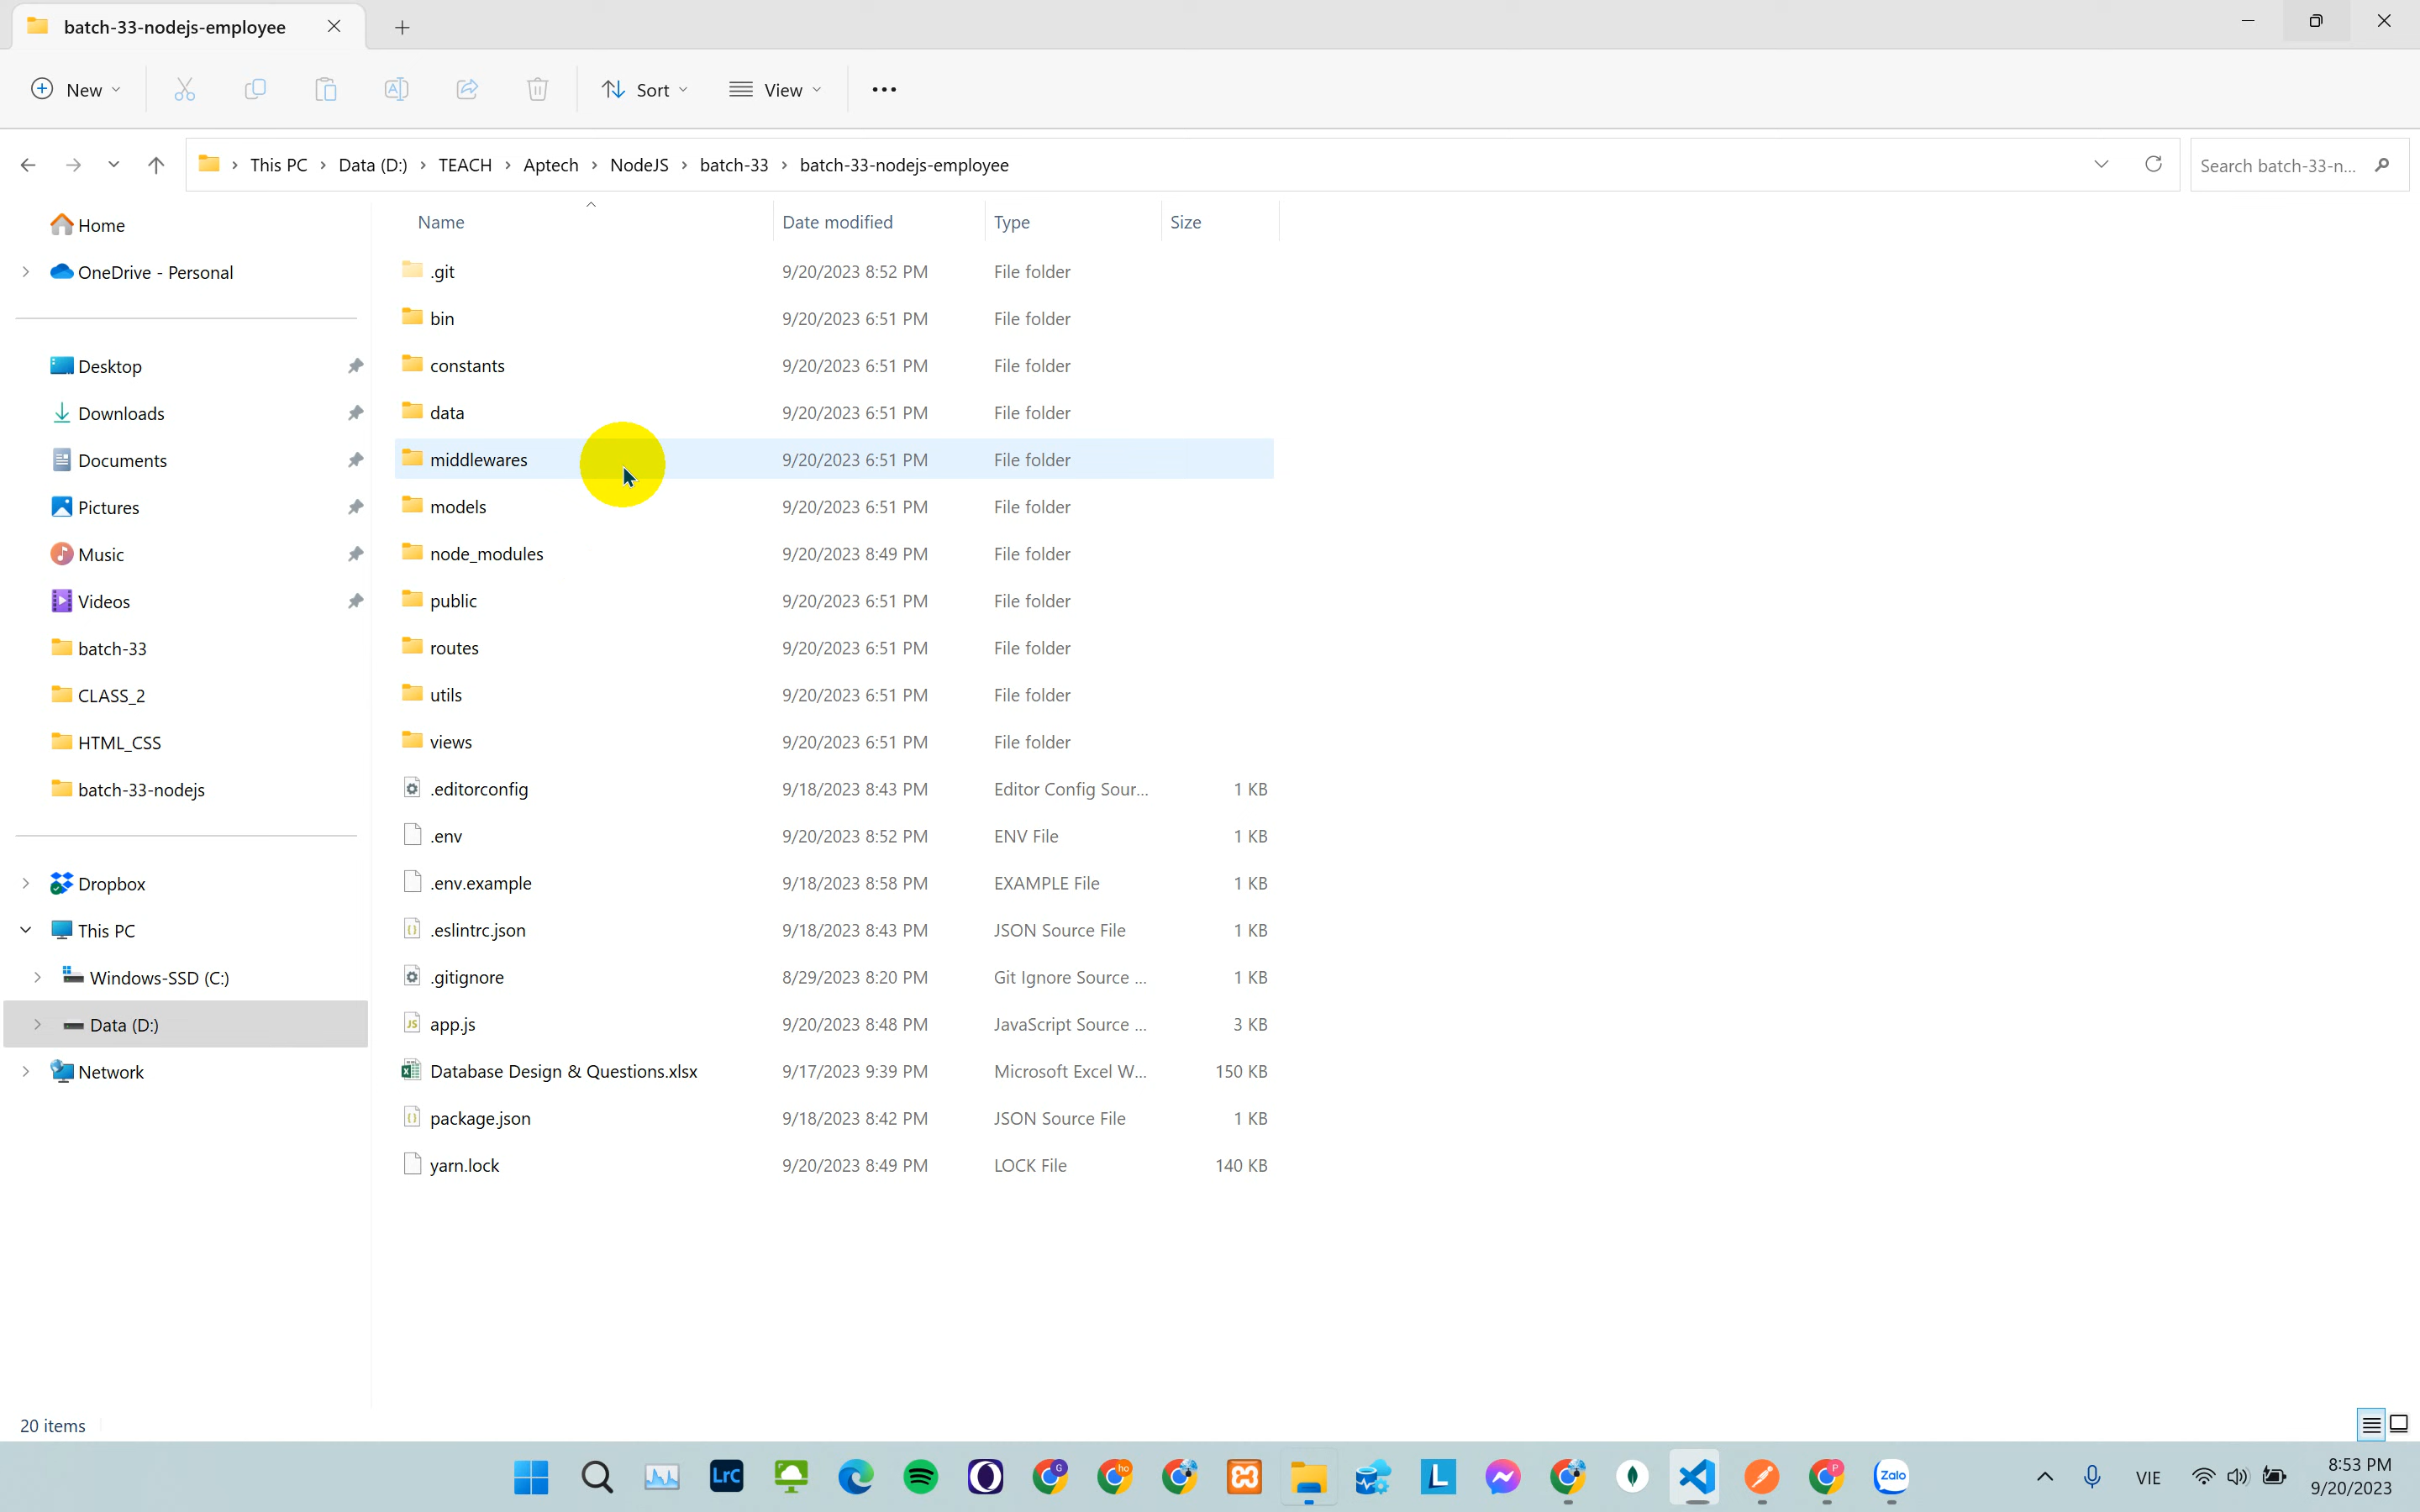 batch-33-nodejs-employee
New
Sort
View
This PC > Data (D:) > TEACH > Aptech > NodeJS > batch-33 > batch-33-nodejs-employee
Search batch-33-n...
Home
OneDrive - Personal
Desktop
Downloads
Documents
Pictures
Music
Videos
batch-33
CLASS_2
HTML_CSS
batch-33-nodejs
Dropbox
This PC
Windows-SSD (C:)
Data (D:)
Network
Name Date modified Type Size
.git 9/20/2023 8:52 PM File folder
bin 9/20/2023 6:51 PM File folder
constants 9/20/2023 6:51 PM File folder
data 9/20/2023 6:51 PM File folder
middlewares 9/20/2023 6:51 PM File folder
models 9/20/2023 6:51 PM File folder
node_modules 9/20/2023 8:49 PM File folder
public 9/20/2023 6:51 PM File folder
routes 9/20/2023 6:51 PM File folder
utils 9/20/2023 6:51 PM File folder
views 9/20/2023 6:51 PM File folder
.editorconfig 9/18/2023 8:43 PM Editor Config Sour... 1 KB
.env 9/20/2023 8:52 PM ENV File 1 KB
.env.example 9/18/2023 8:58 PM EXAMPLE File 1 KB
.eslintrc.json 9/18/2023 8:43 PM JSON Source File 1 KB
.gitignore 8/29/2023 8:20 PM Git Ignore Source ... 1 KB
app.js 9/20/2023 8:48 PM JavaScript Source ... 3 KB
Database Design & Questions.xlsx 9/17/2023 9:39 PM Microsoft Excel W... 150 KB
package.json 9/18/2023 8:42 PM JSON Source File 1 KB
yarn.lock 9/20/2023 8:49 PM LOCK File 140 KB
20 items
LrC
G
ho
L
P
Zalo
VIE
8:53 PM
9/20/2023